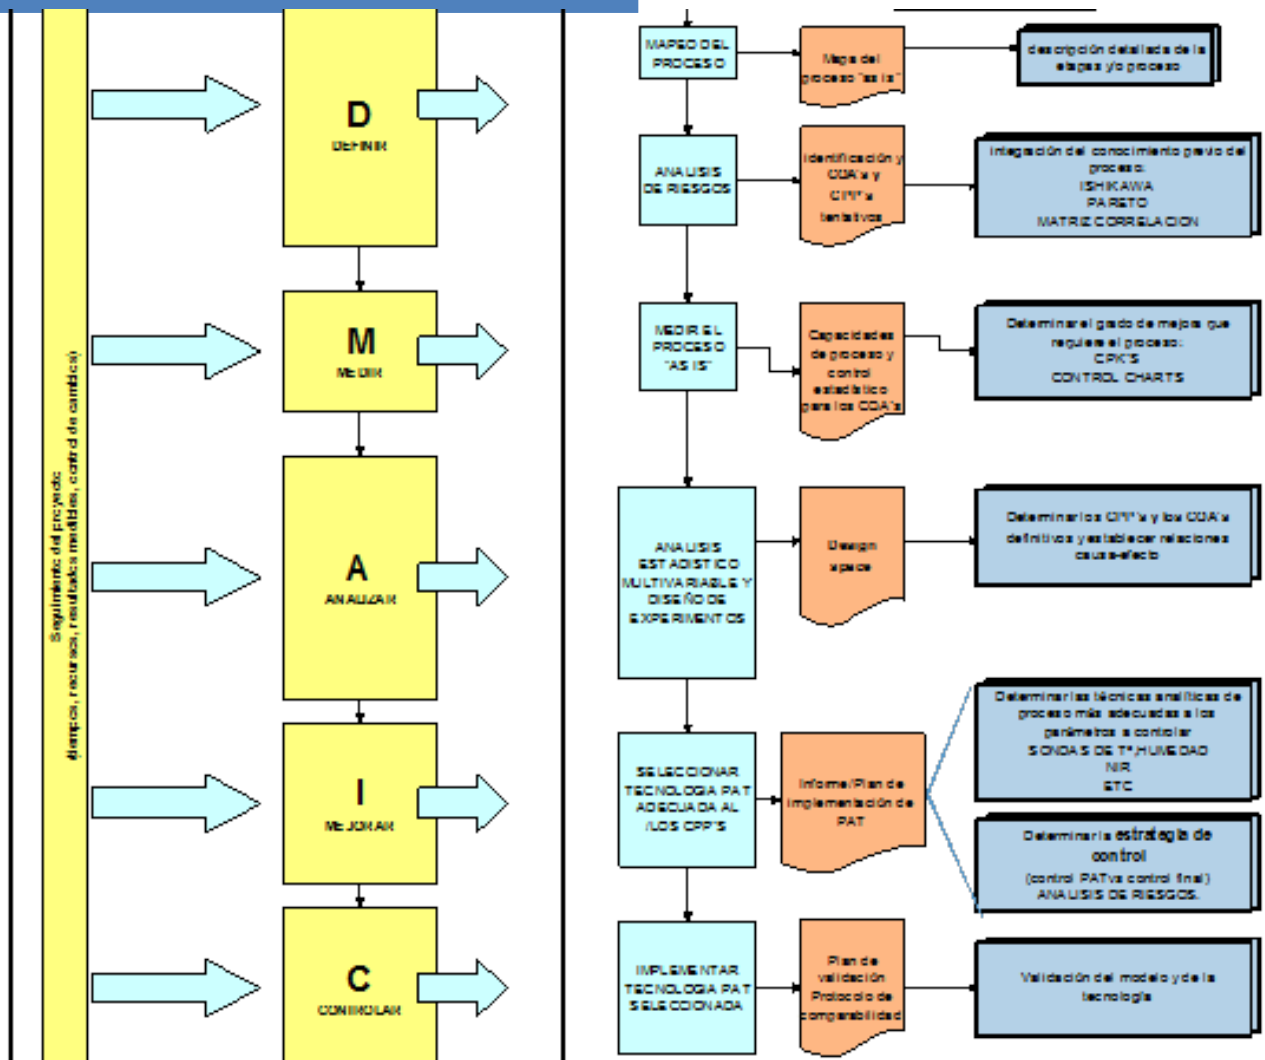 Seguimiento del proyecto
(tiempos, recursos, resultados medibles, control de cambios)
D
DEFINIR
M
MEDIR
A
ANALIZAR
I
MEJORAR
C
CONTROLAR
MAPEO DEL
PROCESO
Mapa del
proceso "as is"
descripción detallada de la
etapas y/o proceso
ANALISIS
DE RIESGOS
identificación y
CQA's y
CPP's
tentativos
integración del conocimiento previo del
proceso:
ISHIKAWA
PARETO
MATRIZ CORRELACION
MEDIR EL
PROCESO
"AS IS"
Capacidades
de proceso y
control
estadístico
para los CQA's
Determinar el grado de mejora que
requiere el proceso:
CPK'S
CONTROL CHARTS
ANALISIS
ESTADISTICO
MULTIVARIABLE Y
DISEÑO DE
EXPERIMENTOS
Design
space
Determinar los CPP's y los CQA's
definitivos y establecer relaciones
causa-efecto
SELECCIONAR
TECNOLOGIA PAT
ADECUADA AL
/LOS CPP'S
Informe/Plan de
implementación de
PAT
Determinar las técnicas analíticas de
proceso más adecuadas a los
parámetros a controlar
SONDAS DE Tª,HUMEDAD
NIR
ETC
Determinar la estrategia de
control
(control PAT vs control final)
ANALISIS DE RIESGOS.
IMPLEMENTAR
TECNOLOGIA PAT
SELECCIONADA
Plan de
validación
Protocolo de
comparabilidad
Validación del modelo y de la
tecnología